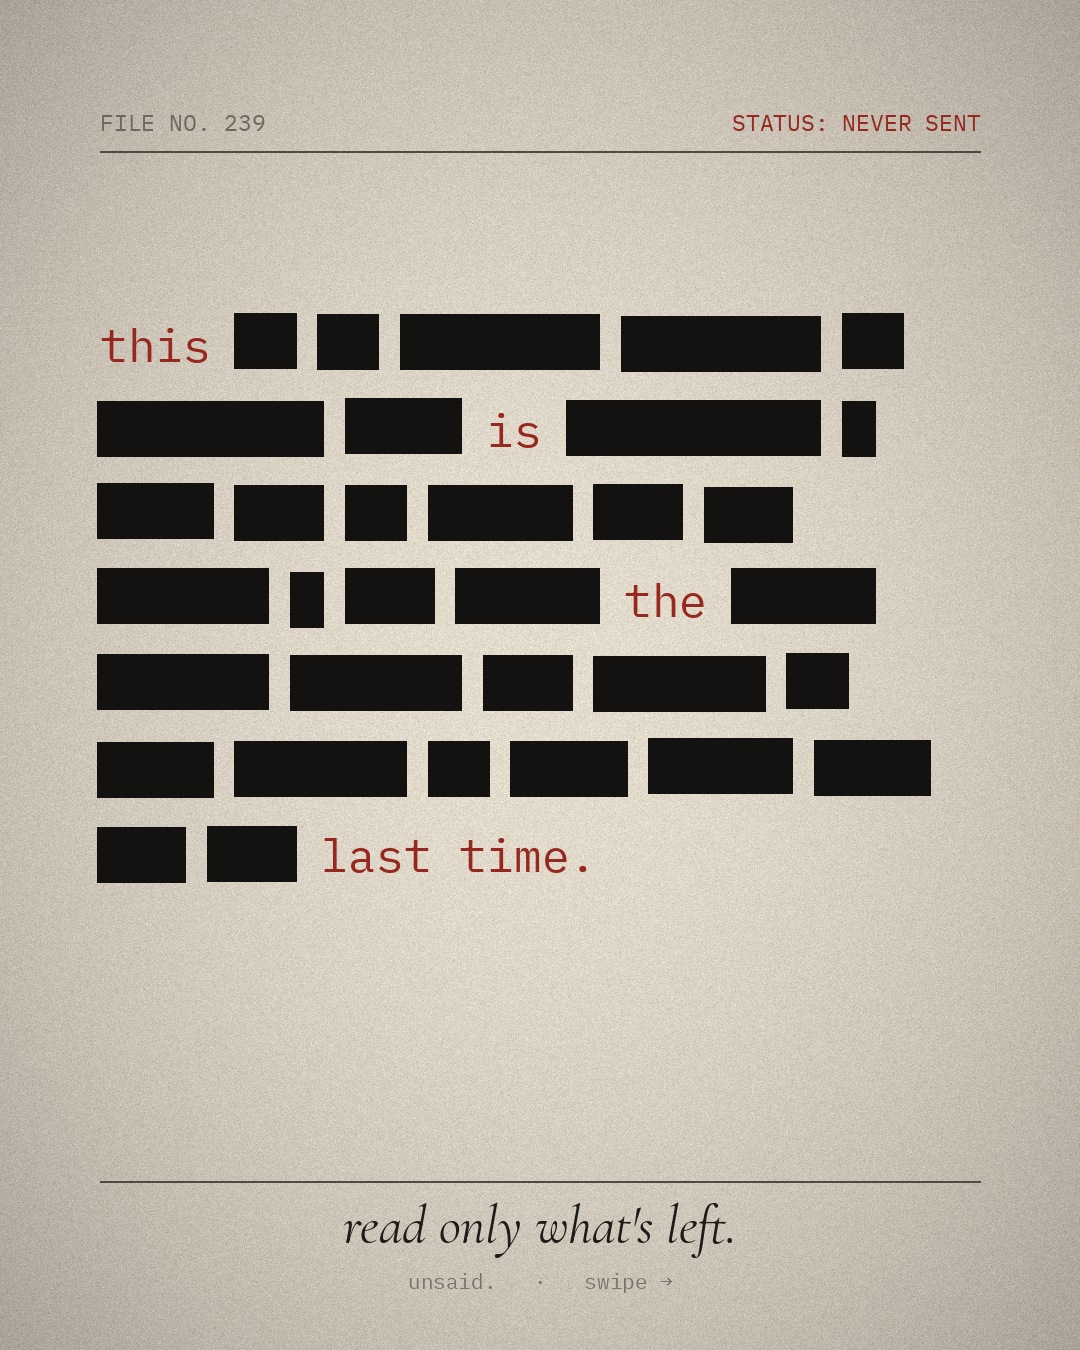 FILE NO. 239
STATUS: NEVER SENT
this
is
the
last time.
read only what's left.
unsaid. · swipe →